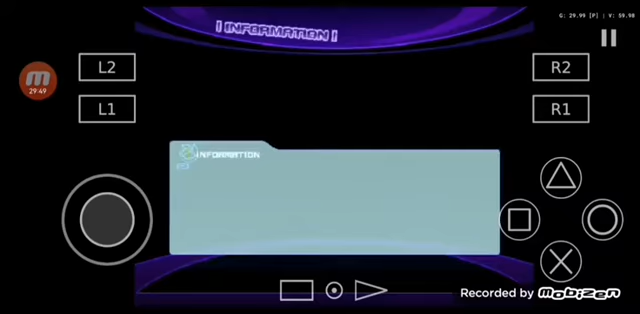 G: 29.99 [P] | V: 59.98
| INFORMATION |
L2
R2
29:49
L1
R1
INFORMATION
Recorded by mobizen